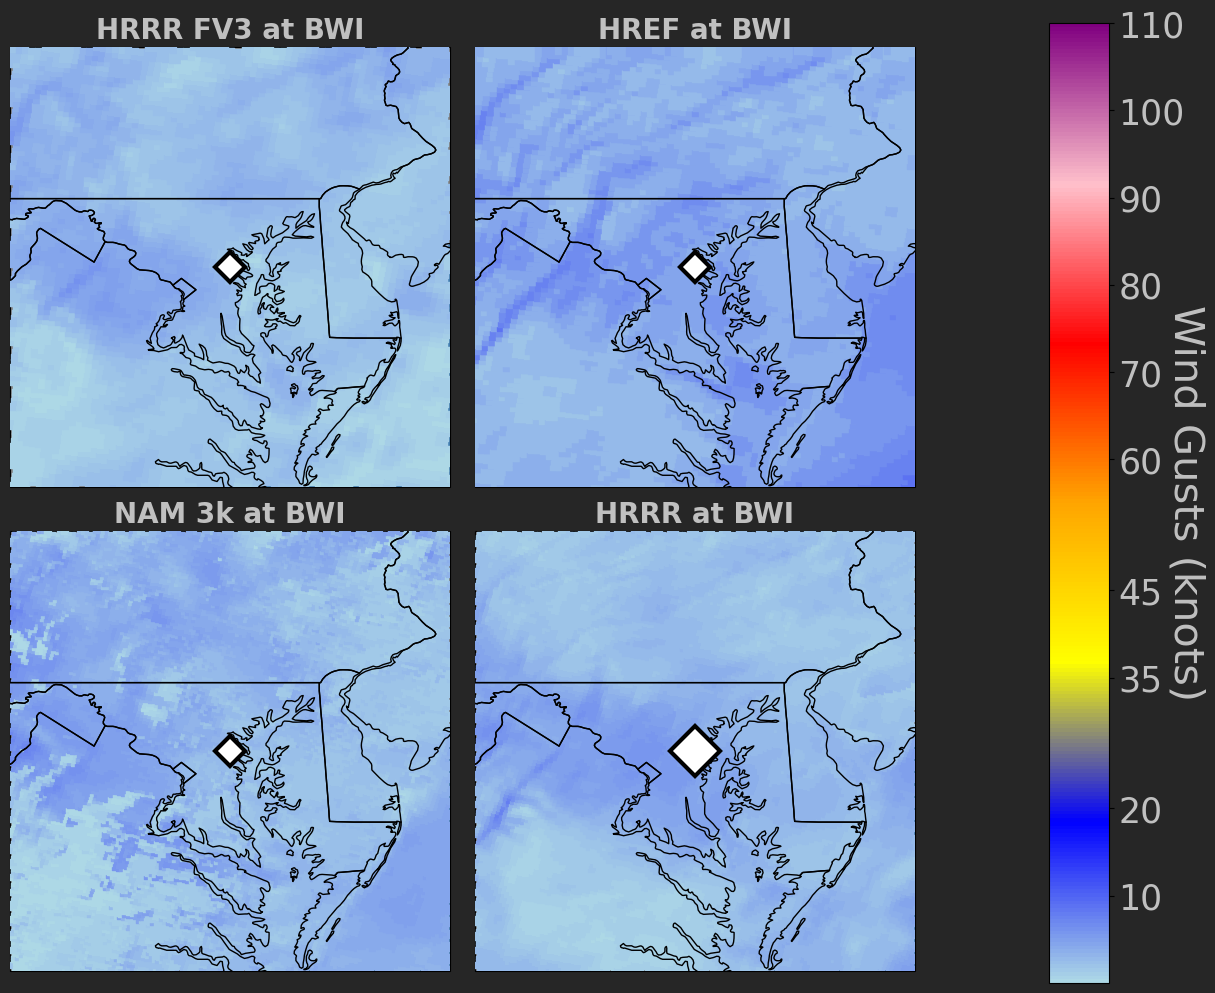 HRRR FV3 at BWI
HREF at BWI
NAM 3k at BWI
HRRR at BWI
110
100
90
80
70
60
45
35
20
10
Wind Gusts (knots)